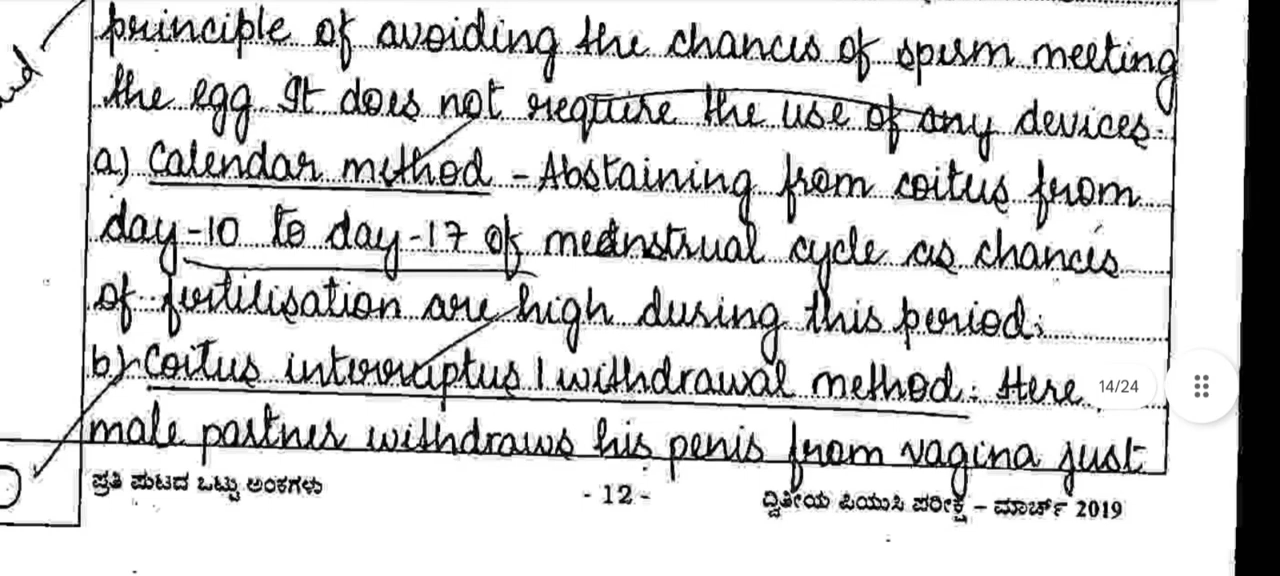 principle of avoiding the chances of sperm meeting
the egg. It does not require the use of any devices.
a) Calendar method - Abstaining from coitus from
day-10 to day-17 of menstrual cycle as chances
of fertilisation are high during this period.
b) Coitus interruptus / withdrawal method: Here
14/24
male partner withdraws his penis from vagina just
ಪ್ರತಿ ಪುಟದ ಒಟ್ಟು ಅಂಕಗಳು
- 12 -
ದ್ವಿತೀಯ ಪಿಯುಸಿ ಪರೀಕ್ಷೆ – ಮಾರ್ಚ್ 2019